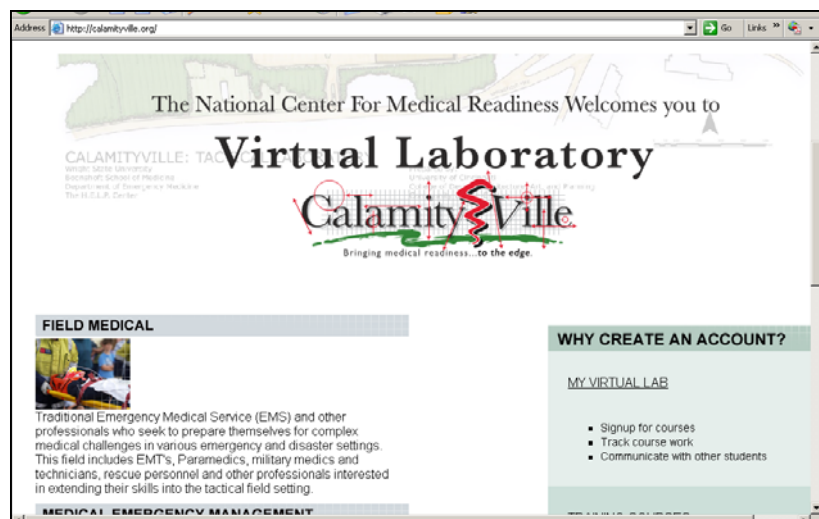 Address http://calamityville.org/ Go Links »
The National Center For Medical Readiness Welcomes you to
Virtual Laboratory
CALAMITYVILLE:
Boonshoft School of Medicine
Department of Emergency Medicine
Calamity Ville
Bringing medical readiness...to the edge.
FIELD MEDICAL
Traditional Emergency Medical Service (EMS) and other
professionals who seek to prepare themselves for complex
medical challenges in various emergency and disaster settings.
This field includes EMT's, Paramedics, military medics and
technicians, rescue personnel and other professionals interested
in extending their skills into the tactical field setting.
MEDICAL EMERGENCY MANAGEMENT
WHY CREATE AN ACCOUNT?
MY VIRTUAL LAB
Signup for courses
Track course work
Communicate with other students
TRAINING COURSES